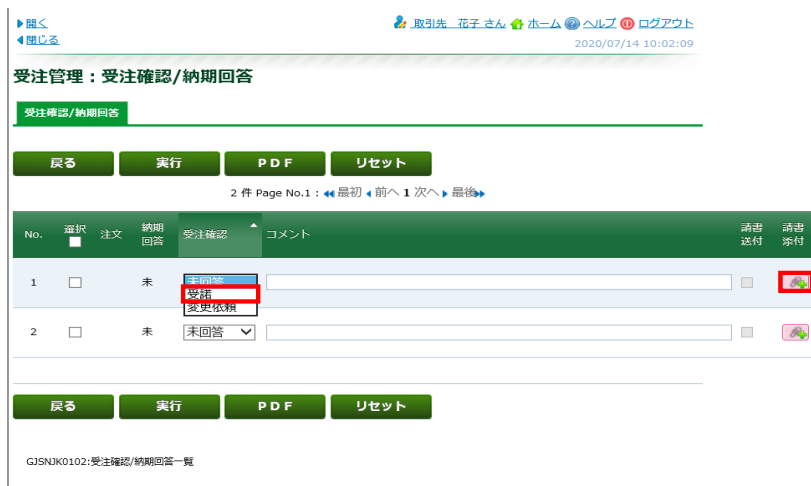 開く
閉じる
取引先 花子 さん ホーム ヘルプ ログアウト
2020/07/14 10:02:09
受注管理：受注確認/納期回答
受注確認/納期回答
戻る 実行 PDF リセット
2 件 Page No.1 : 最初 前へ 1 次へ 最後
No. 選択 注文 納期回答 受注確認 コメント 請書送付 請書添付
1 未 未回答
受諾
変更依頼
2 未 未回答
戻る 実行 PDF リセット
GJSNJK0102:受注確認/納期回答一覧